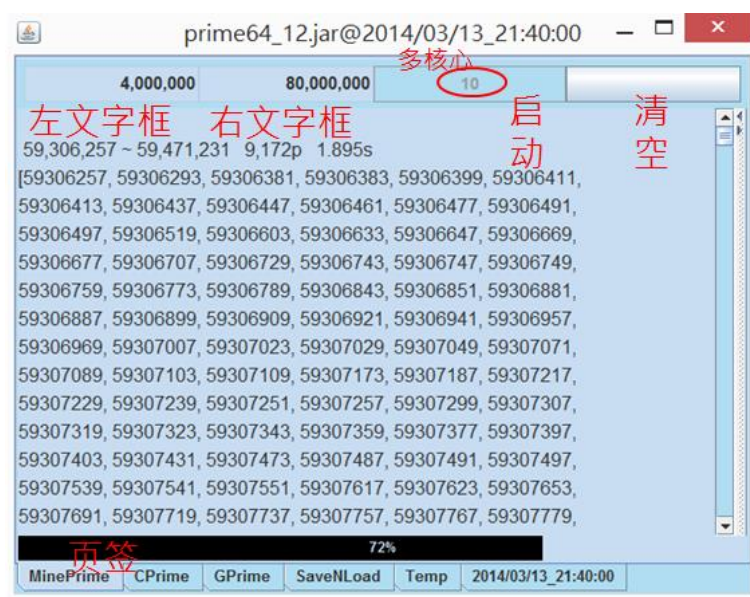 prime64_12.jar@2014/03/13_21:40:00
多核心
4,000,000 80,000,000 10
左文字框 右文字框 启动 清空
59,306,257 ~ 59,471,231 9,172p 1.895s
[59306257, 59306293, 59306381, 59306383, 59306399, 59306411,
59306413, 59306437, 59306447, 59306461, 59306477, 59306491,
59306497, 59306519, 59306603, 59306633, 59306647, 59306669,
59306677, 59306707, 59306729, 59306743, 59306747, 59306749,
59306759, 59306773, 59306789, 59306843, 59306851, 59306881,
59306887, 59306899, 59306909, 59306921, 59306941, 59306957,
59306969, 59307007, 59307023, 59307029, 59307049, 59307071,
59307089, 59307103, 59307109, 59307173, 59307187, 59307217,
59307229, 59307239, 59307251, 59307257, 59307299, 59307307,
59307319, 59307323, 59307343, 59307359, 59307377, 59307397,
59307403, 59307431, 59307473, 59307487, 59307491, 59307497,
59307539, 59307541, 59307551, 59307617, 59307623, 59307653,
59307691, 59307719, 59307737, 59307757, 59307767, 59307779,
72%
页签
MinePrime CPrime GPrime SaveNLoad Temp 2014/03/13_21:40:00